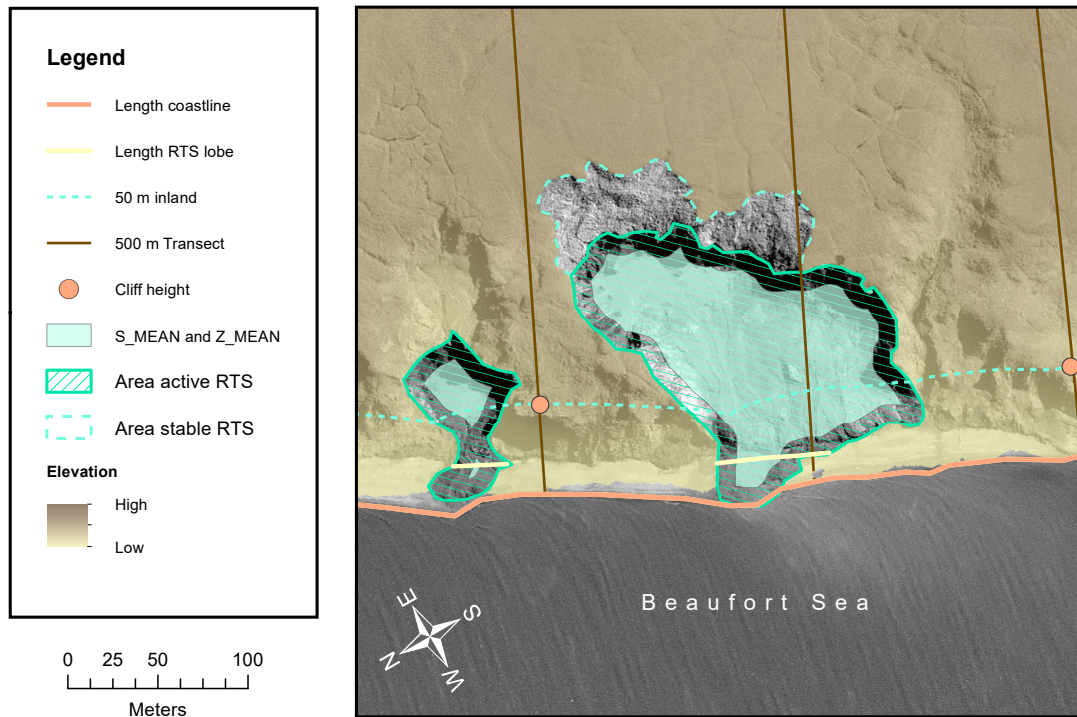 Legend
Length coastline
Length RTS lobe
50 m inland
500 m Transect
Cliff height
S_MEAN and Z_MEAN
Area active RTS
Area stable RTS
Elevation
High
Low
0 25 50 100
Meters
Beaufort Sea
E
S
N
W